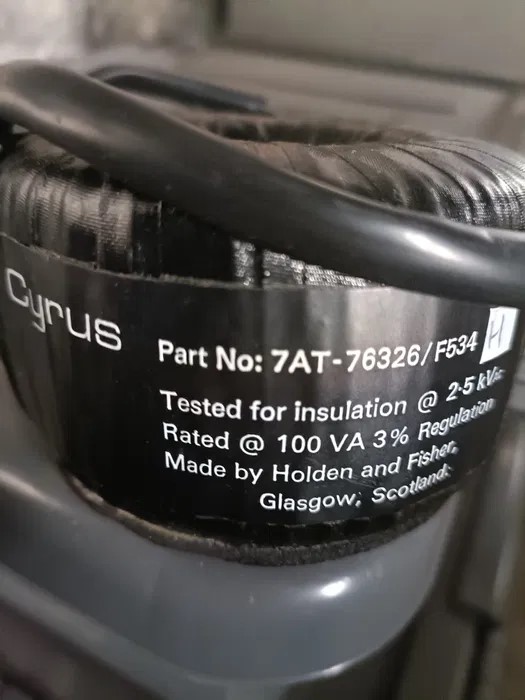 Cyrus
Part No: 7AT-76326/F534 H
Tested for insulation @ 2·5 kVac
Rated @ 100 VA 3% Regulation
Made by Holden and Fisher,
Glasgow, Scotland.